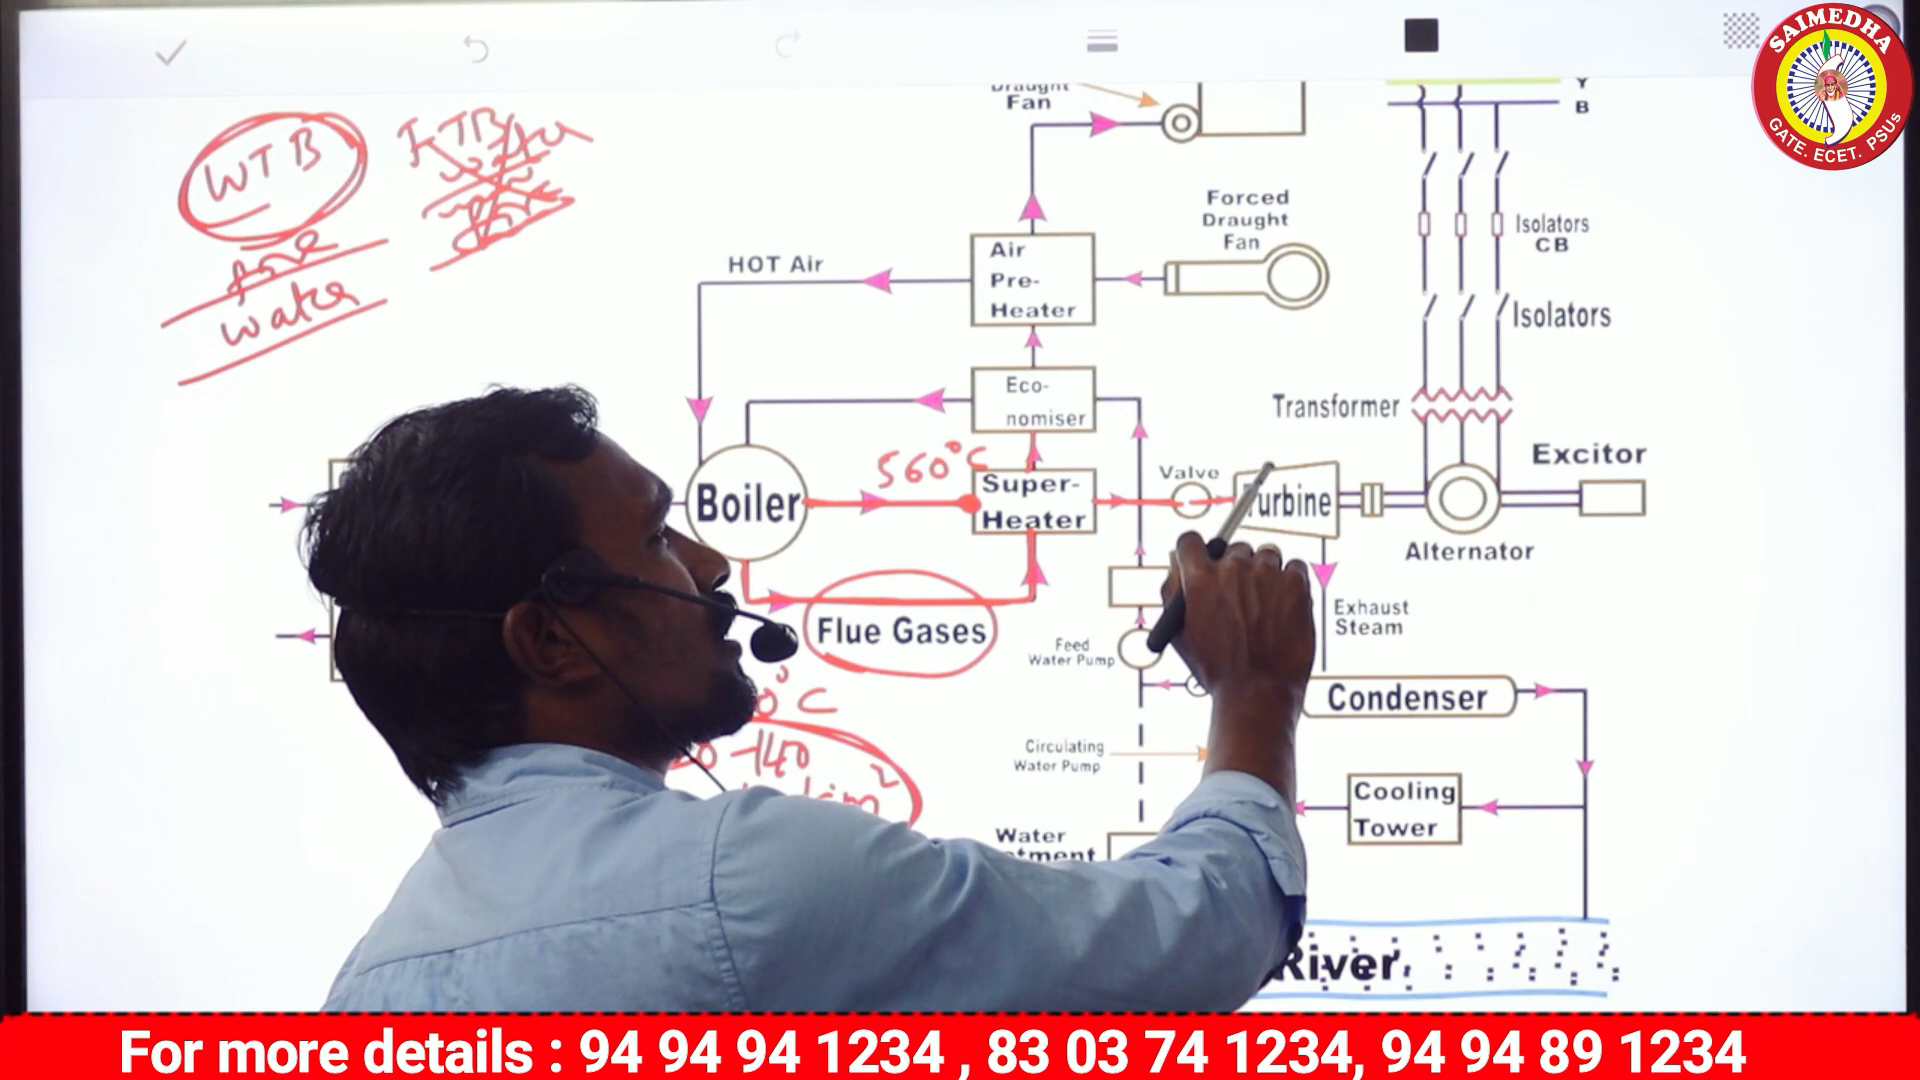 SAIMEDHA
GATE. ECET. PSUs
Draught
Fan
Y
B
WTB
FTB
water
Forced
Draught
Fan
Isolators
CB
HOT Air
Air
Pre-
Heater
Isolators
Eco-
nomiser
Transformer
560°C
Excitor
Valve
Boiler
Super-
Heater
Turbine
Alternator
Flue Gases
Exhaust
Steam
Feed
Water Pump
0°C
Condenser
-140
Circulating
Water Pump
Cooling
Tower
Water
River
For more details : 94 94 94 1234 , 83 03 74 1234, 94 94 89 1234